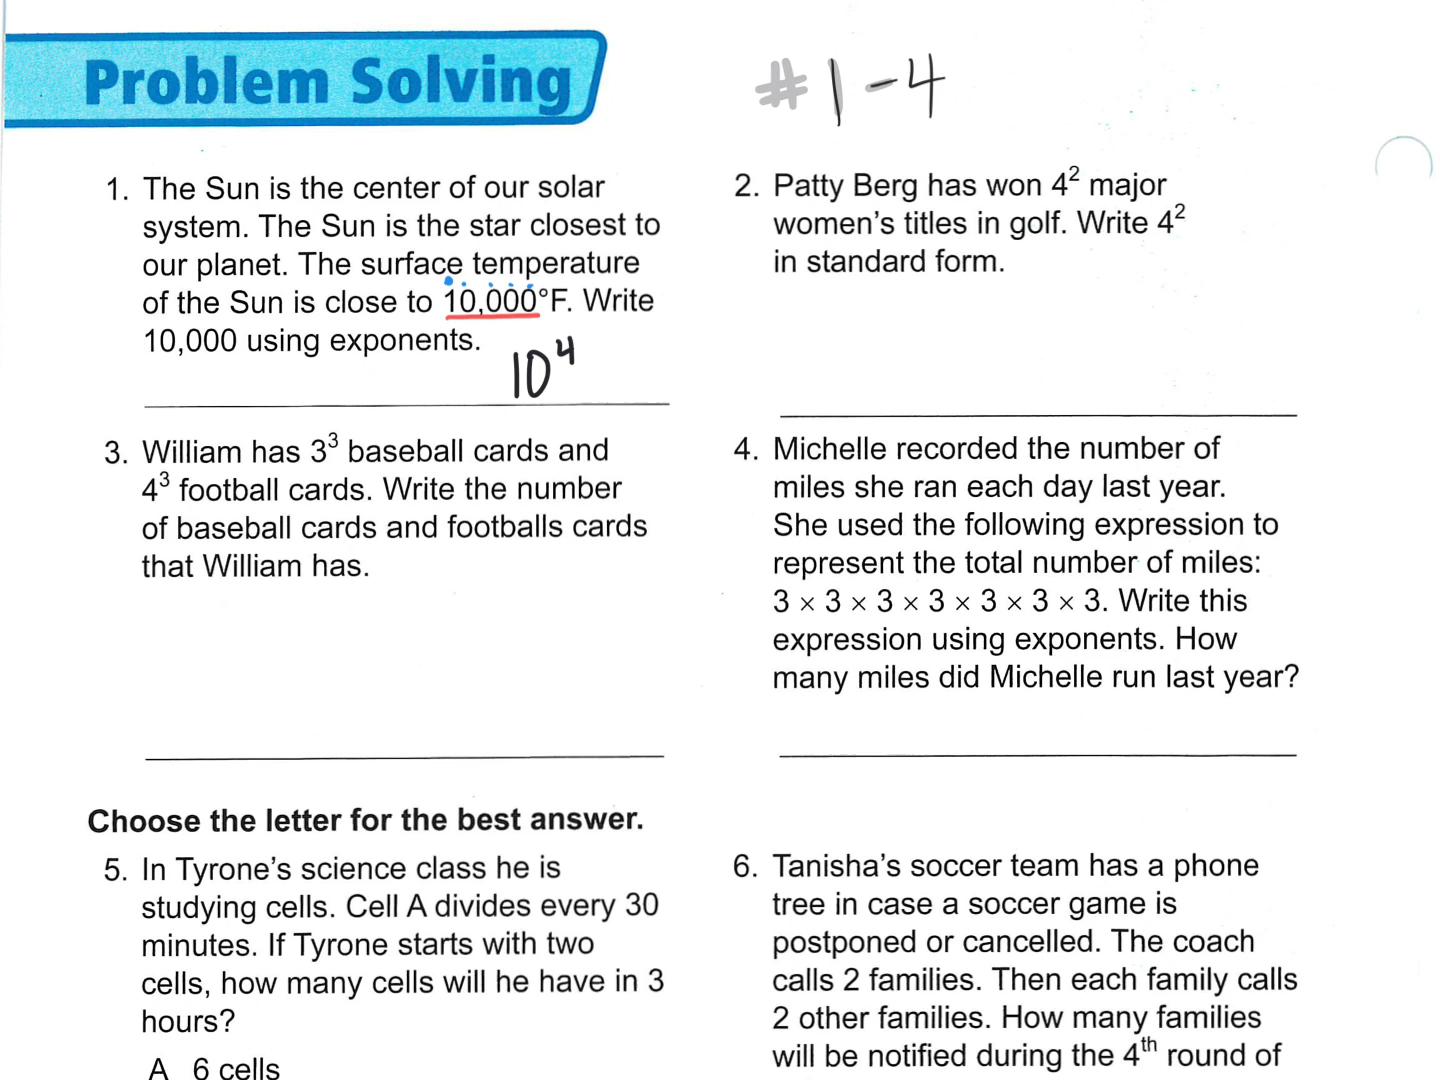 Problem Solving
#1-4
1. The Sun is the center of our solar
system. The Sun is the star closest to
our planet. The surface temperature
of the Sun is close to 10,000°F. Write
10,000 using exponents.
10⁴
2. Patty Berg has won 4² major
women's titles in golf. Write 4²
in standard form.
3. William has 3³ baseball cards and
4³ football cards. Write the number
of baseball cards and footballs cards
that William has.
4. Michelle recorded the number of
miles she ran each day last year.
She used the following expression to
represent the total number of miles:
3 × 3 × 3 × 3 × 3 × 3 × 3. Write this
expression using exponents. How
many miles did Michelle run last year?
Choose the letter for the best answer.
5. In Tyrone's science class he is
studying cells. Cell A divides every 30
minutes. If Tyrone starts with two
cells, how many cells will he have in 3
hours?
A 6 cells
6. Tanisha's soccer team has a phone
tree in case a soccer game is
postponed or cancelled. The coach
calls 2 families. Then each family calls
2 other families. How many families
will be notified during the 4ᵗʰ round of